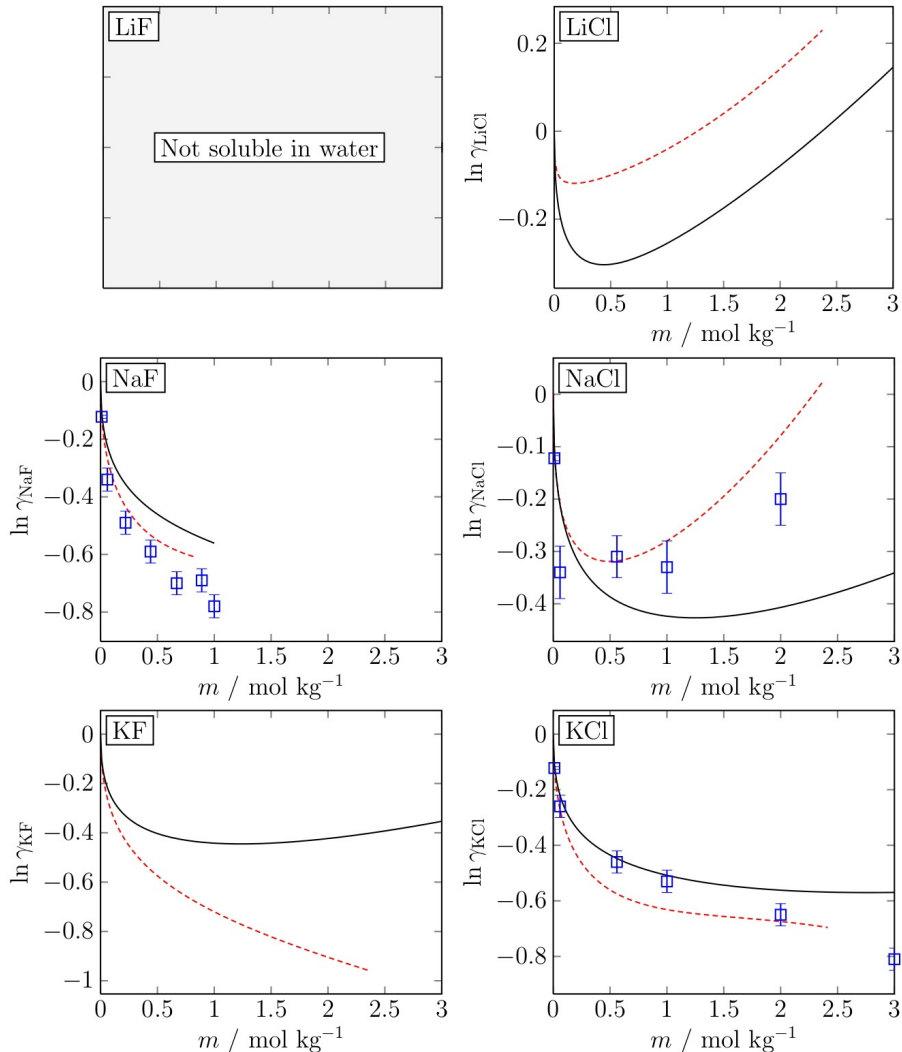 LiF
Not soluble in water
LiCl
0.2
0
−0.2
ln γLiCl
0 0.5 1 1.5 2 2.5 3
m / mol kg−1
NaF
0
−0.2
−0.4
−0.6
−0.8
ln γNaF
0 0.5 1 1.5 2 2.5 3
m / mol kg−1
NaCl
0
−0.1
−0.2
−0.3
−0.4
ln γNaCl
0 0.5 1 1.5 2 2.5 3
m / mol kg−1
KF
0
−0.2
−0.4
−0.6
−0.8
−1
ln γKF
0 0.5 1 1.5 2 2.5 3
m / mol kg−1
KCl
0
−0.2
−0.4
−0.6
−0.8
ln γKCl
0 0.5 1 1.5 2 2.5 3
m / mol kg−1